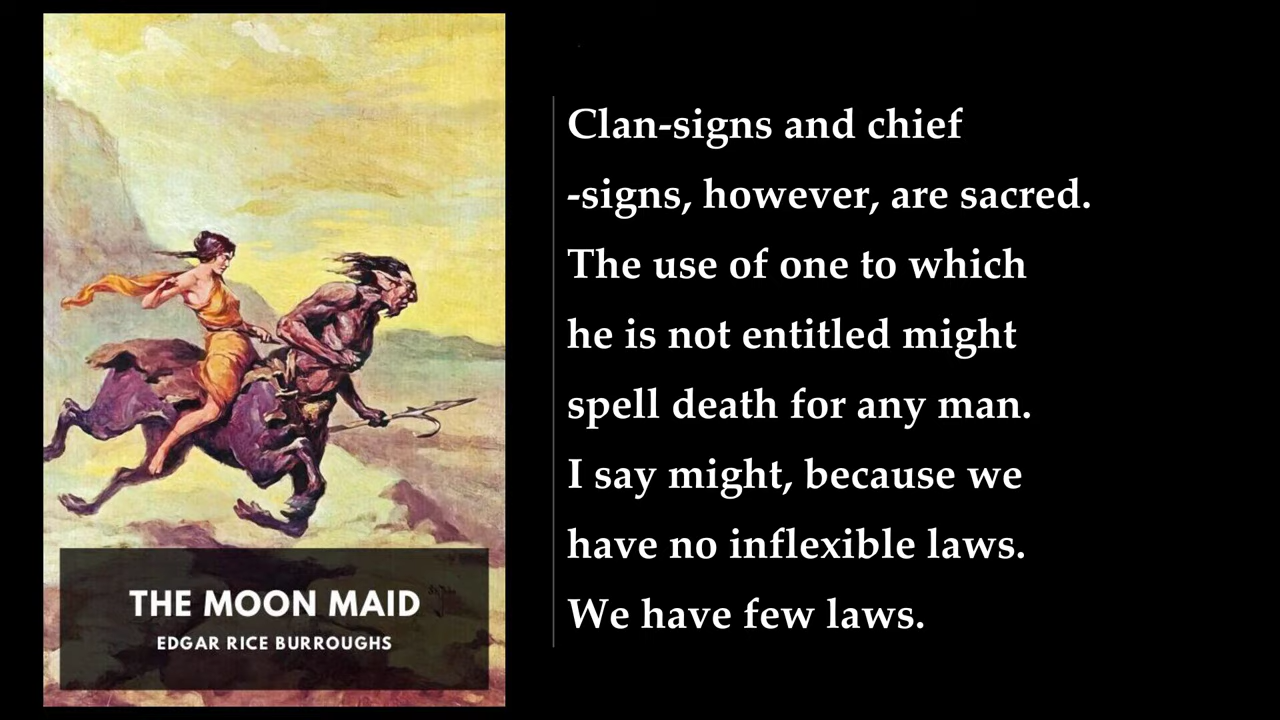 THE MOON MAID
EDGAR RICE BURROUGHS
Clan-signs and chief
-signs, however, are sacred.
The use of one to which
he is not entitled might
spell death for any man.
I say might, because we
have no inflexible laws.
We have few laws.